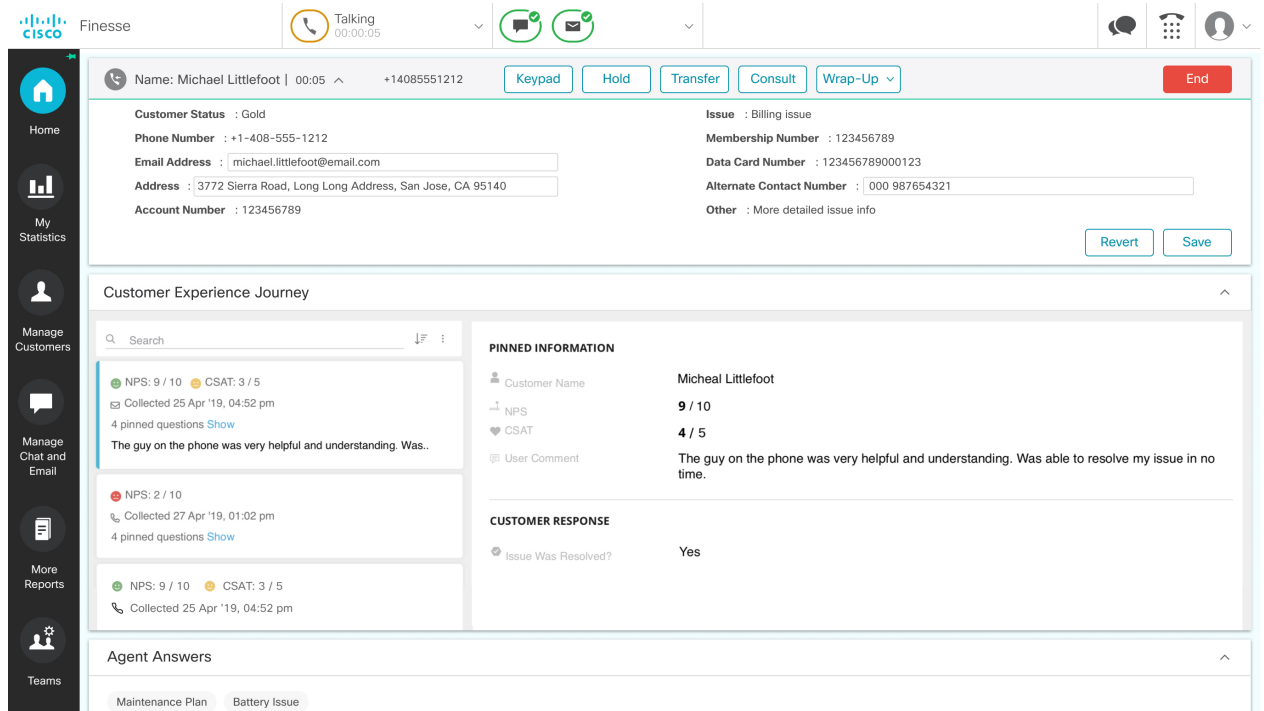 CISCO
Finesse
Talking
00:00:05
Name: Michael Littlefoot | 00:05
+14085551212
Keypad
Hold
Transfer
Consult
Wrap-Up
End
Home
My
Statistics
Manage
Customers
Manage
Chat and
Email
More
Reports
Teams
Customer Status : Gold
Phone Number : +1-408-555-1212
Email Address : michael.littlefoot@email.com
Address : 3772 Sierra Road, Long Long Address, San Jose, CA 95140
Account Number : 123456789
Issue : Billing issue
Membership Number : 123456789
Data Card Number : 123456789000123
Alternate Contact Number : 000 987654321
Other : More detailed issue info
Revert
Save
Customer Experience Journey
Search
NPS: 9 / 10 CSAT: 3 / 5
Collected 25 Apr '19, 04:52 pm
4 pinned questions Show
The guy on the phone was very helpful and understanding. Was..
NPS: 2 / 10
Collected 27 Apr '19, 01:02 pm
4 pinned questions Show
NPS: 9 / 10 CSAT: 3 / 5
Collected 25 Apr '19, 04:52 pm
PINNED INFORMATION
Customer Name Micheal Littlefoot
NPS 9 / 10
CSAT 4 / 5
User Comment The guy on the phone was very helpful and understanding. Was able to resolve my issue in no
time.
CUSTOMER RESPONSE
Issue Was Resolved? Yes
Agent Answers
Maintenance Plan
Battery Issue